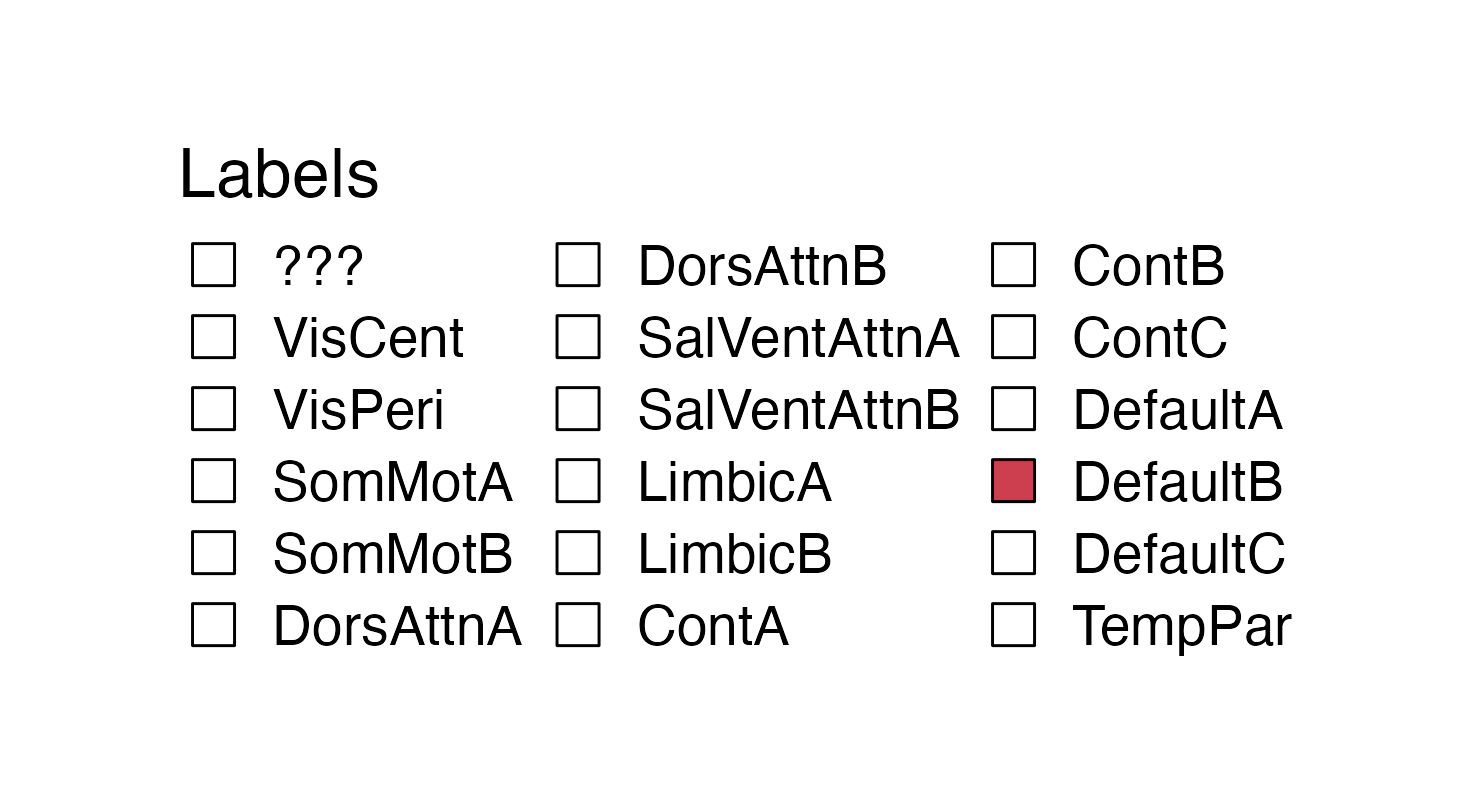 Labels
??? DorsAttnB ContB
VisCent SalVentAttnA ContC
VisPeri SalVentAttnB DefaultA
SomMotA LimbicA DefaultB
SomMotB LimbicB DefaultC
DorsAttnA ContA TempPar